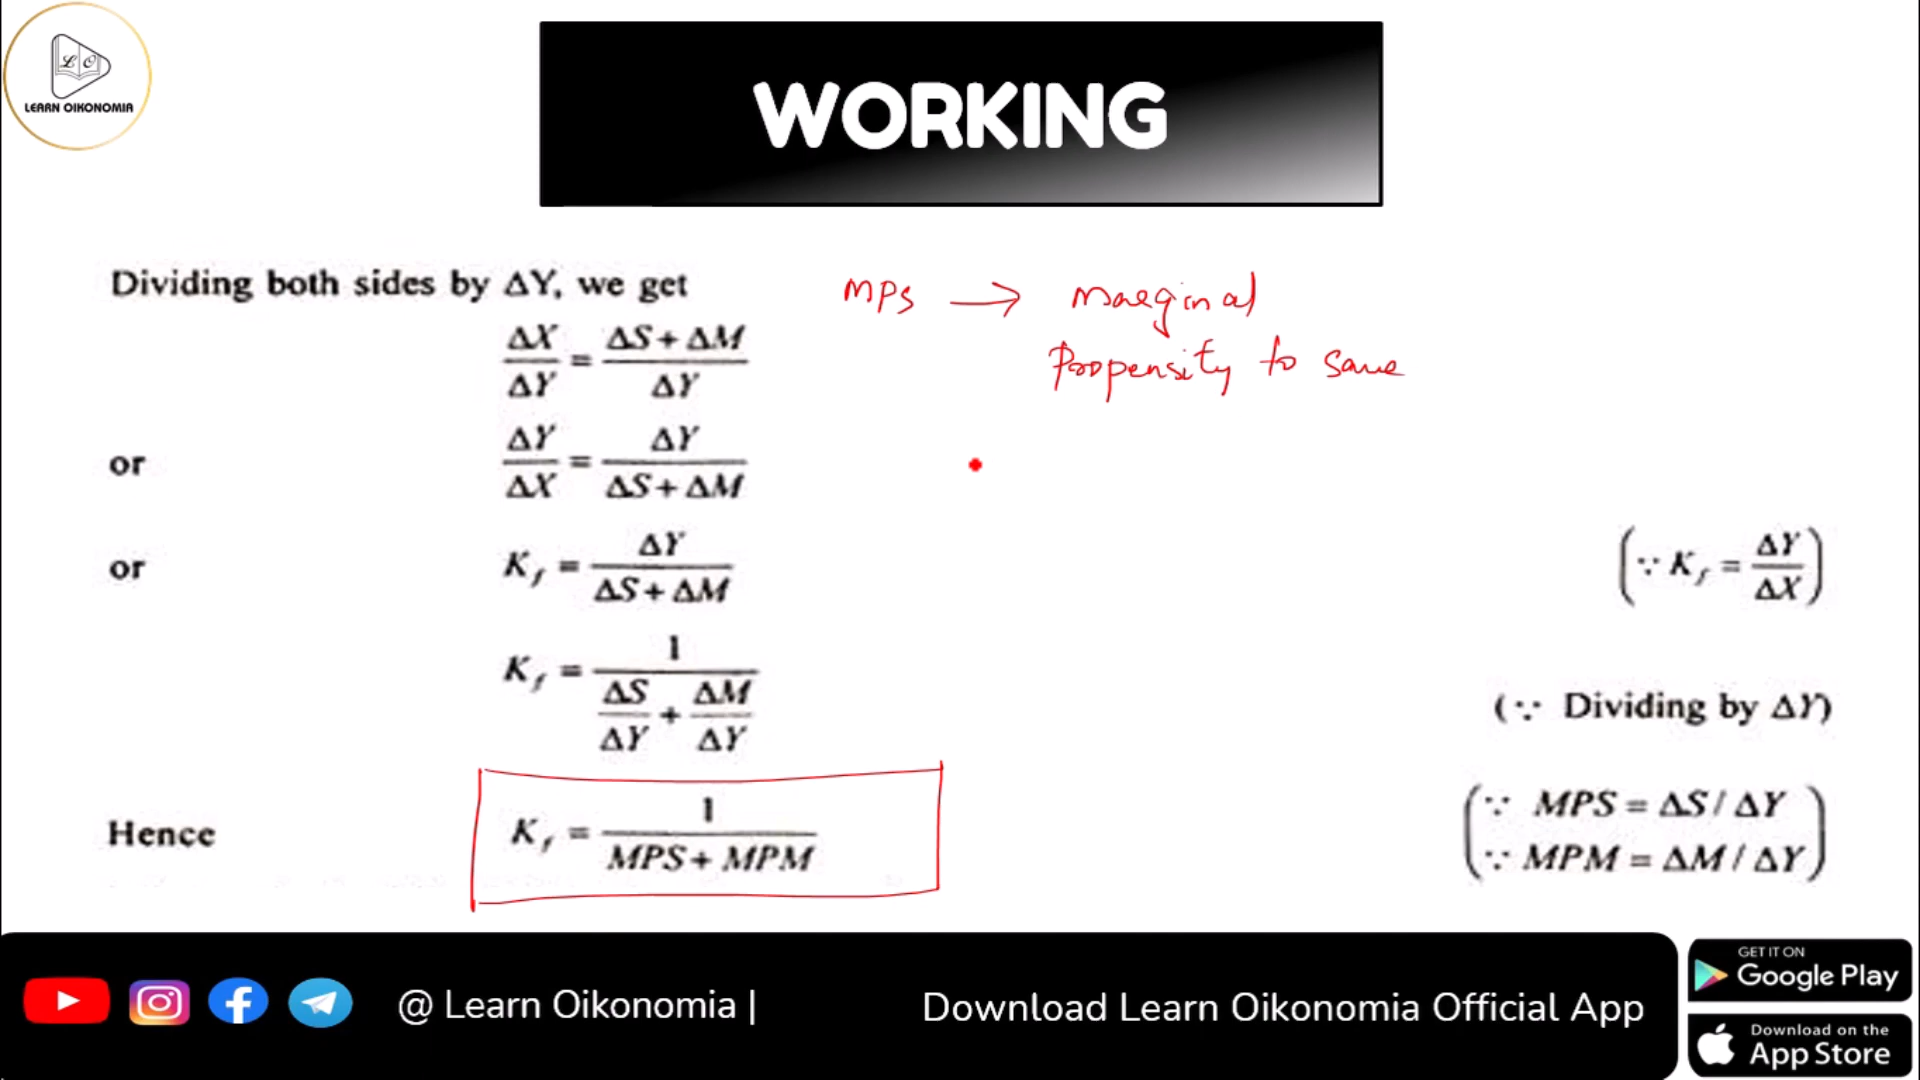 L O
LEARN OIKONOMIA
WORKING
Dividing both sides by ΔY, we get
MPS → Marginal
Propensity to save
ΔX/ΔY = (ΔS + ΔM)/ΔY
or ΔY/ΔX = ΔY/(ΔS + ΔM)
or K_f = ΔY/(ΔS + ΔM) (∵ K_f = ΔY/ΔX)
K_f = 1/(ΔS/ΔY + ΔM/ΔY) (∵ Dividing by ΔY)
Hence K_f = 1/(MPS + MPM) (∵ MPS = ΔS / ΔY
∵ MPM = ΔM / ΔY)
@ Learn Oikonomia | Download Learn Oikonomia Official App
GET IT ON
Google Play
Download on the
App Store